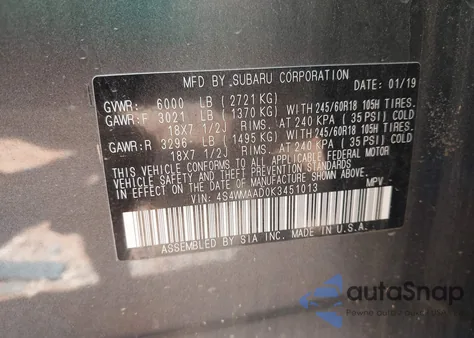 MFD BY SUBARU CORPORATION DATE: 01/19
GVWR: 6000 LB (2721 KG)
GAWR:F 3021 LB (1370 KG) WITH 245/60R18 105H TIRES.
18X7 1/2J RIMS. AT 240 KPA ( 35 PSI) COLD
GAWR:R 3296 LB (1495 KG) WITH 245/60R18 105H TIRES.
18X7 1/2J RIMS. AT 240 KPA ( 35 PSI) COLD
THIS VEHICLE CONFORMS TO ALL APPLICABLE FEDERAL MOTOR
VEHICLE SAFETY AND BUMPER STANDARDS
IN EFFECT ON THE DATE OF MANUFACTURE SHOWN ABOVE.
VIN: 4S4WMAAD0K3451013 MPV
ASSEMBLED BY SIA INC. MADE IN U.S.A.
autoSnap
Pewne auto z